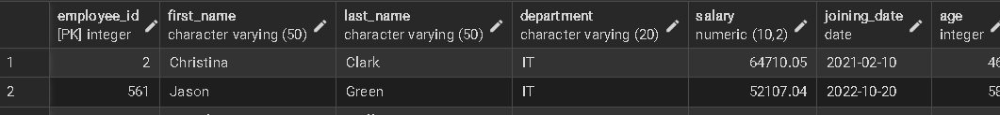 employee_id first_name last_name department salary joining_date age
[PK] integer character varying (50) character varying (50) character varying (20) numeric (10,2) date integer
1 2 Christina Clark IT 64710.05 2021-02-10 46
2 561 Jason Green IT 52107.04 2022-10-20 58